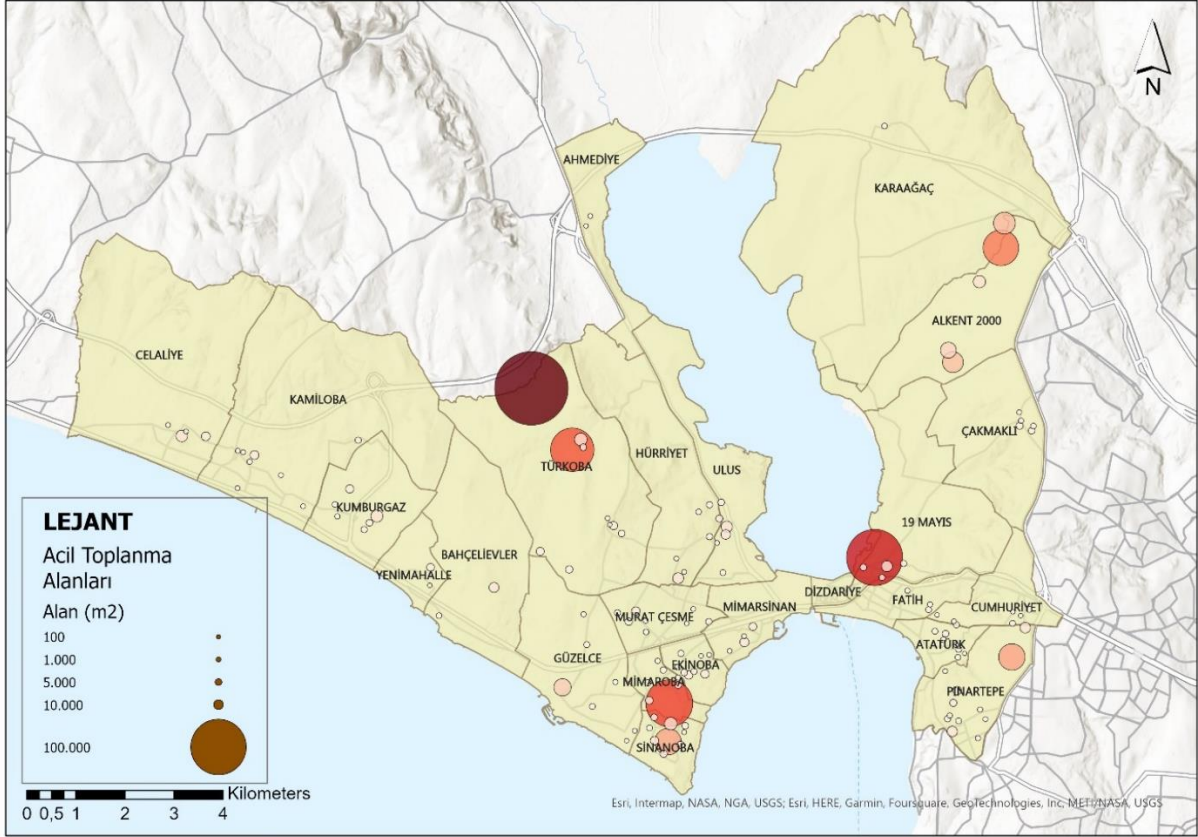 N
AHMEDİYE
KARAAĞAÇ
ALKENT 2000
CELALİYE
KAMİLOBA
ÇAKMAKLI
HÜRRİYET
TÜRKOBA
ULUS
KUMBURGAZ
19 MAYIS
BAHÇELİEVLER
YENİMAHALLE
DİZDARİYE
FATİH
MİMARSİNAN
CUMHURİYET
MURAT ÇESME
ATATÜRK
GÜZELCE
EKİNOBA
MİMAROBA
PINARTEPE
SİNANOBA
LEJANT
Acil Toplanma
Alanları
Alan (m2)
100
1.000
5.000
10.000
100.000
Kilometers
0 0,5 1 2 3 4
Esri, Intermap, NASA, NGA, USGS; Esri, HERE, Garmin, Foursquare, GeoTechnologies, Inc, METI/NASA, USGS